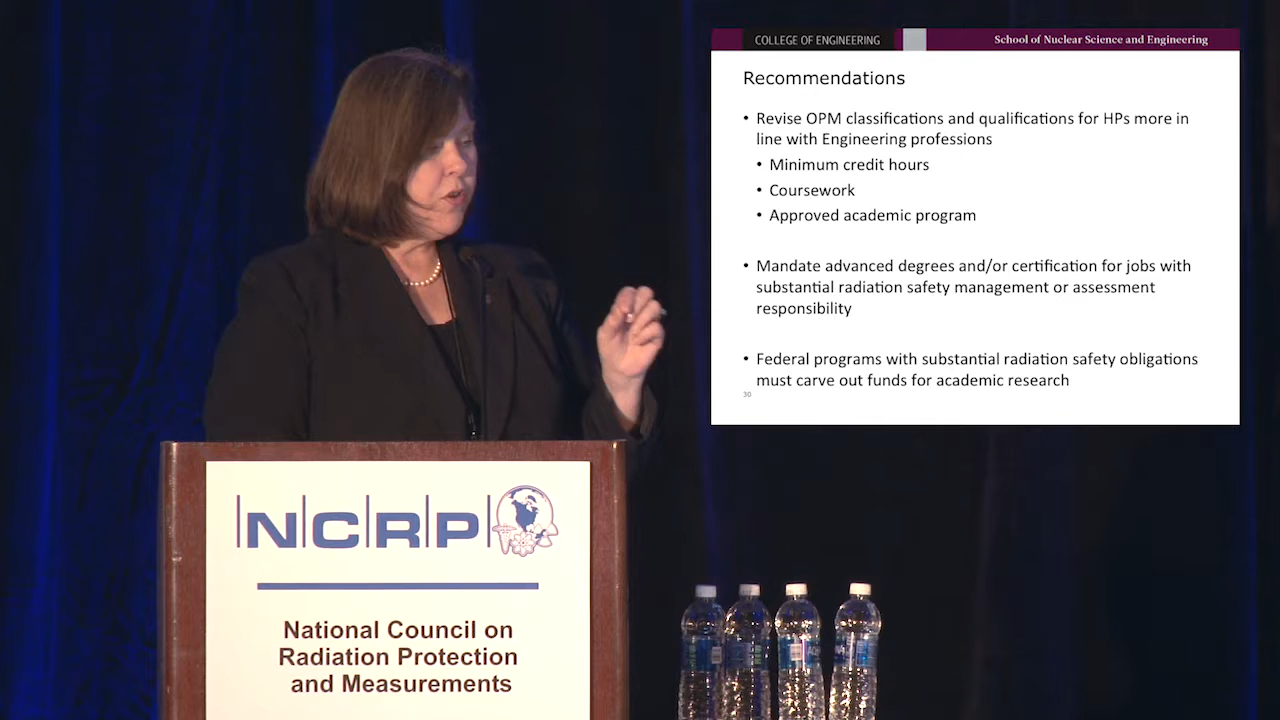 COLLEGE OF ENGINEERING
School of Nuclear Science and Engineering
Recommendations
• Revise OPM classifications and qualifications for HPs more in
line with Engineering professions
• Minimum credit hours
• Coursework
• Approved academic program
• Mandate advanced degrees and/or certification for jobs with
substantial radiation safety management or assessment
responsibility
• Federal programs with substantial radiation safety obligations
must carve out funds for academic research
30
NCRP
National Council on
Radiation Protection
and Measurements